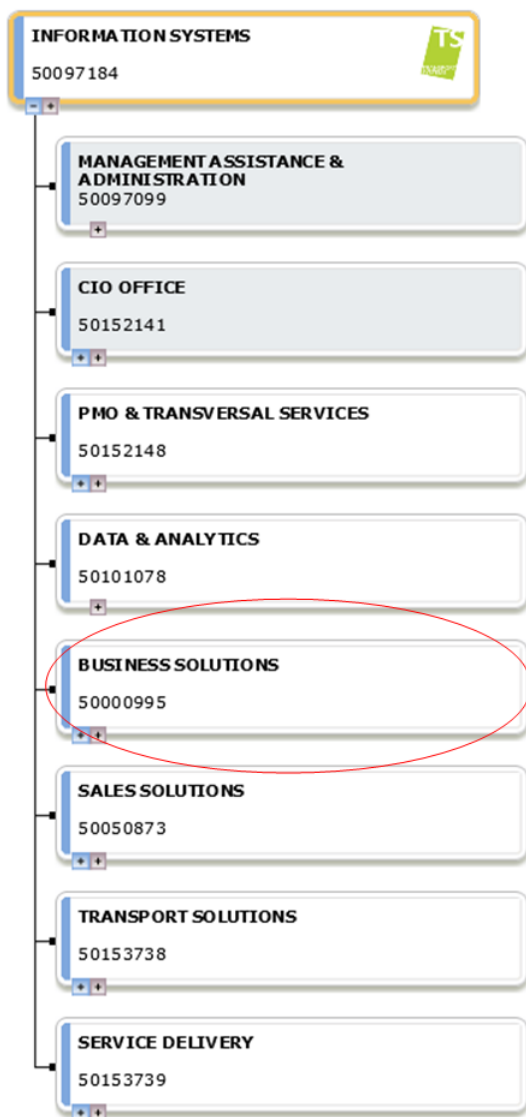 INFORMATION SYSTEMS
50097184
TS
MANAGEMENT ASSISTANCE &
ADMINISTRATION
50097099
CIO OFFICE
50152141
PMO & TRANSVERSAL SERVICES
50152148
DATA & ANALYTICS
50101078
BUSINESS SOLUTIONS
50000995
SALES SOLUTIONS
50050873
TRANSPORT SOLUTIONS
50153738
SERVICE DELIVERY
50153739